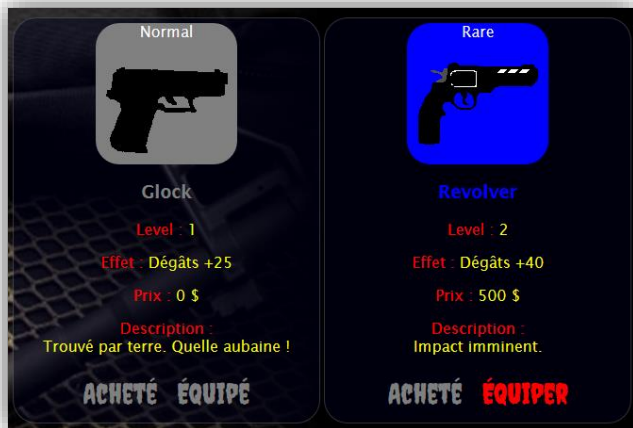 Normal
Glock
Level : 1
Effet : Dégâts +25
Prix : 0 $
Description :
Trouvé par terre. Quelle aubaine !
ACHETÉ ÉQUIPÉ
Rare
Revolver
Level : 2
Effet : Dégâts +40
Prix : 500 $
Description :
Impact imminent.
ACHETÉ ÉQUIPER